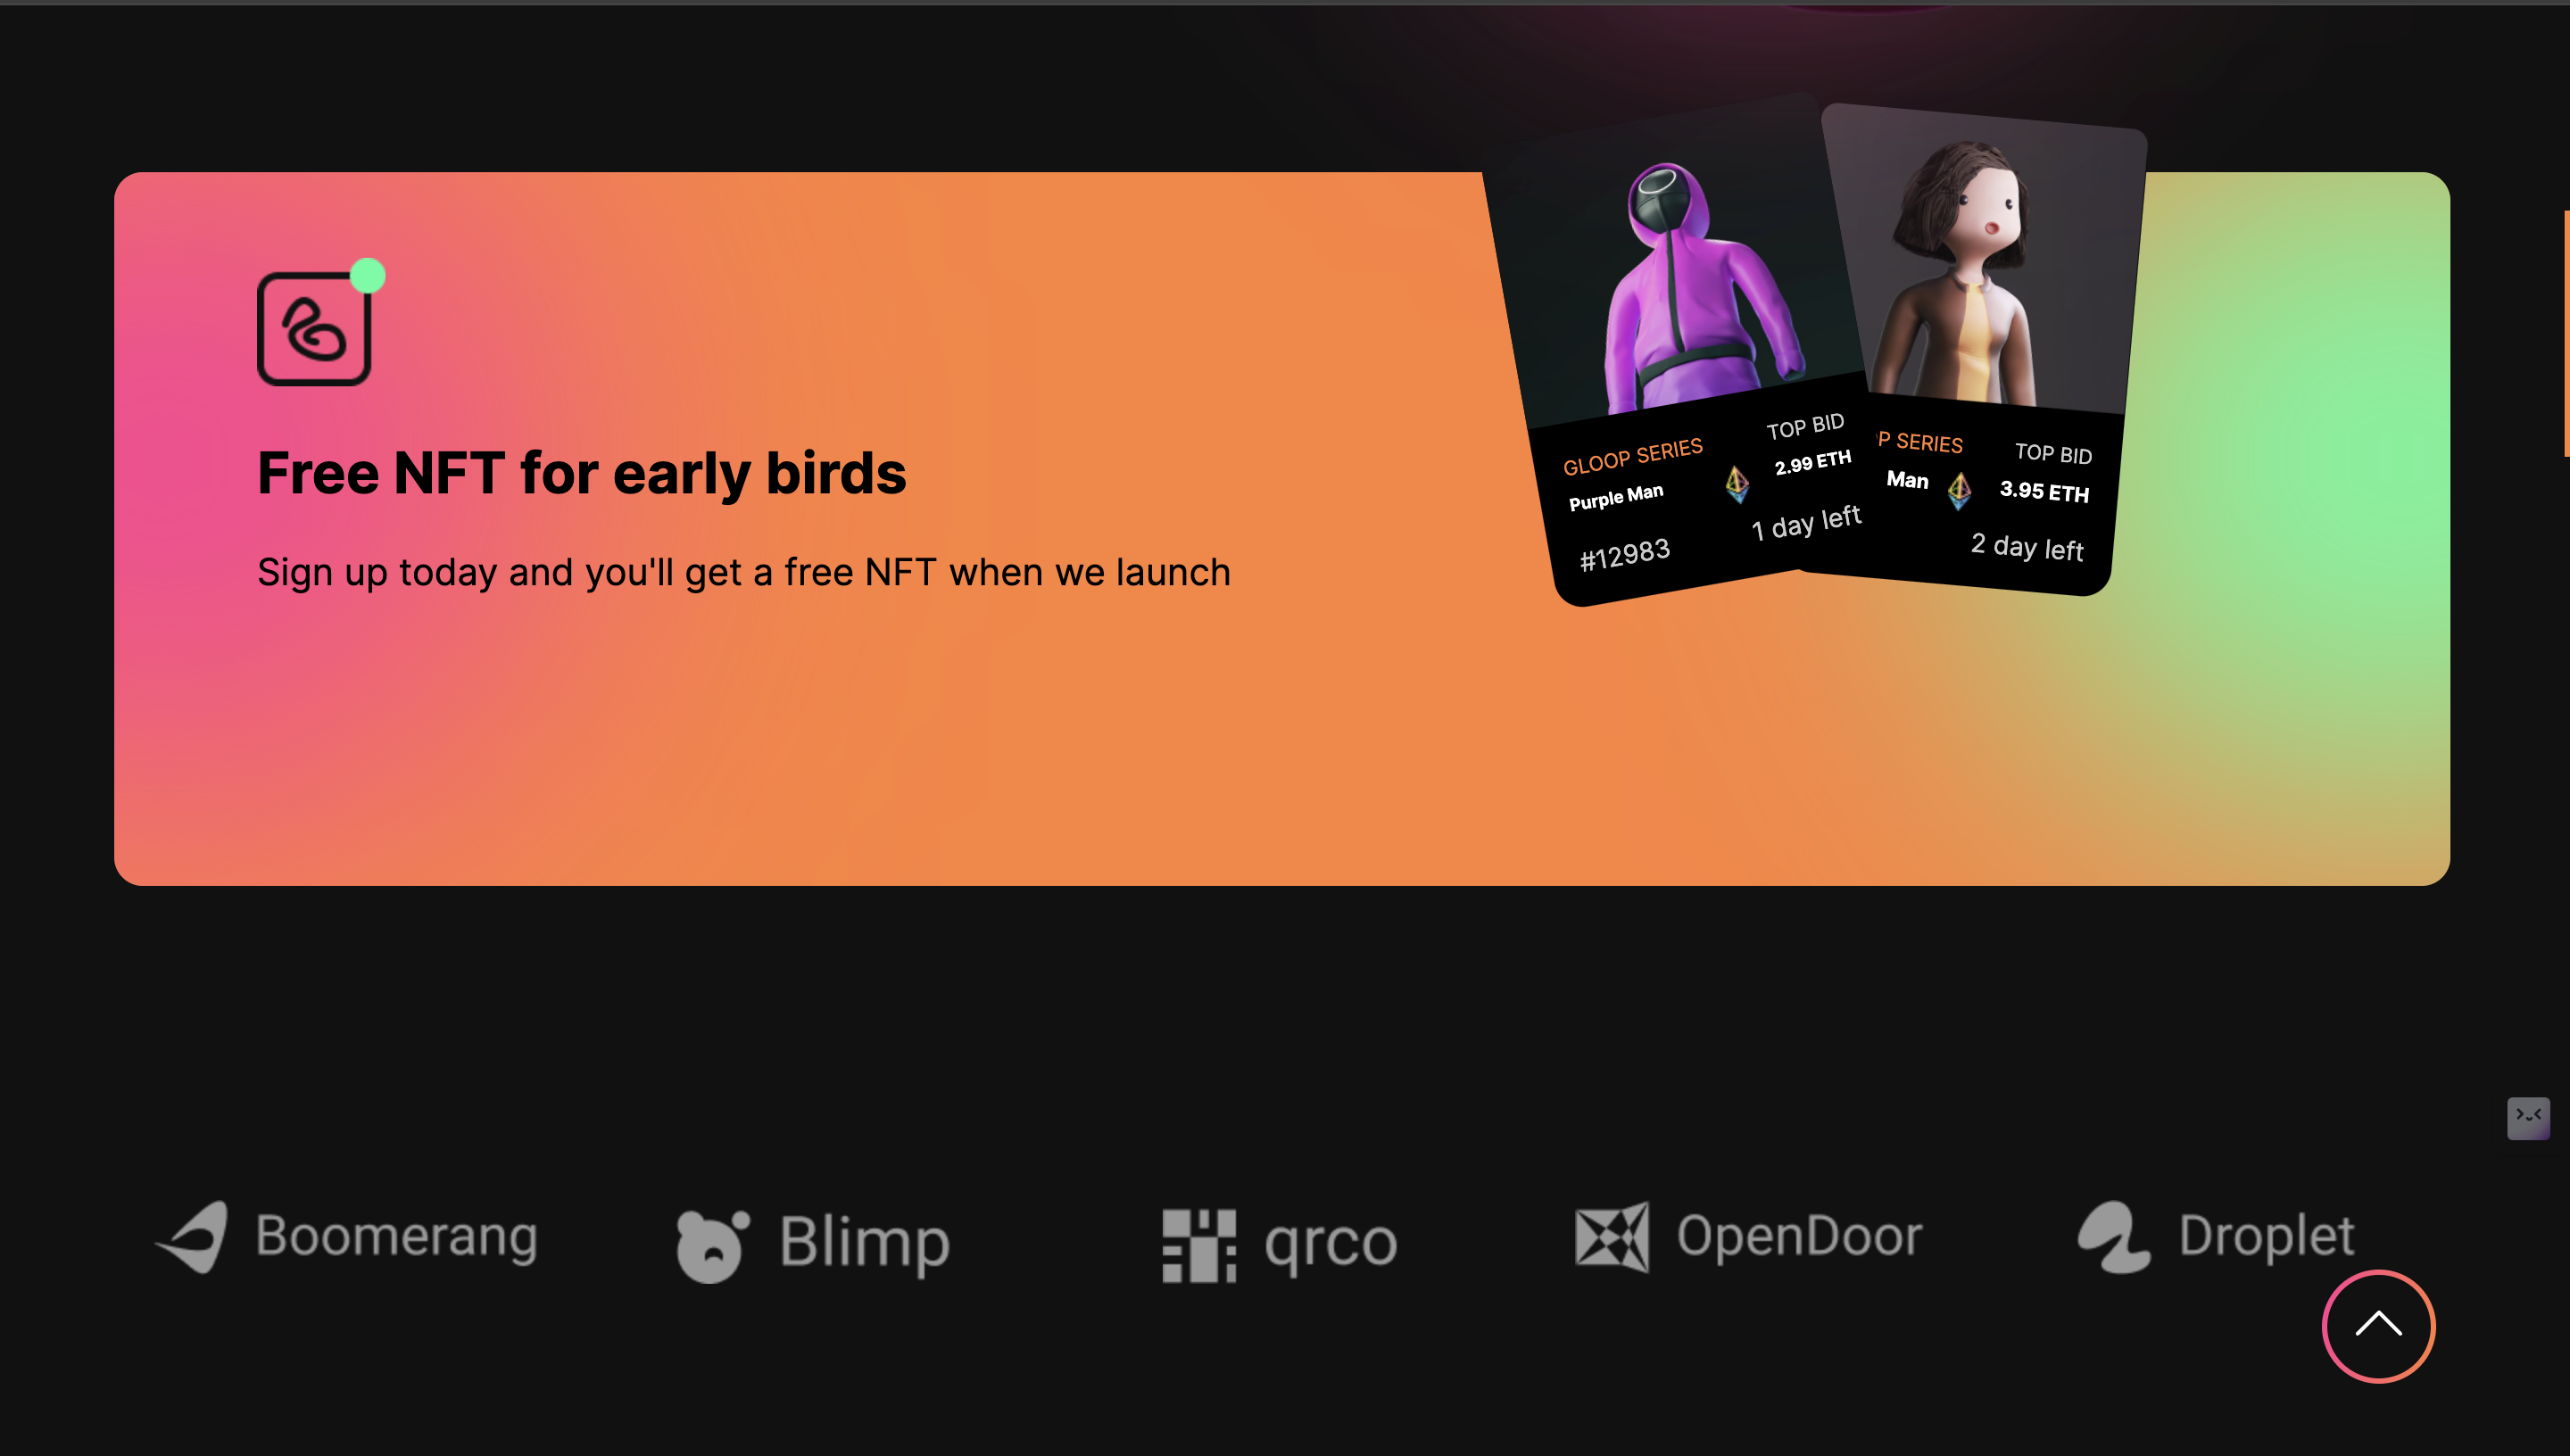 Free NFT for early birds
Sign up today and you'll get a free NFT when we launch
GLOOP SERIES
Purple Man
#12983
TOP BID
2.99 ETH
1 day left
P SERIES
Man
TOP BID
3.95 ETH
2 day left
Boomerang
Blimp
qrco
OpenDoor
Droplet